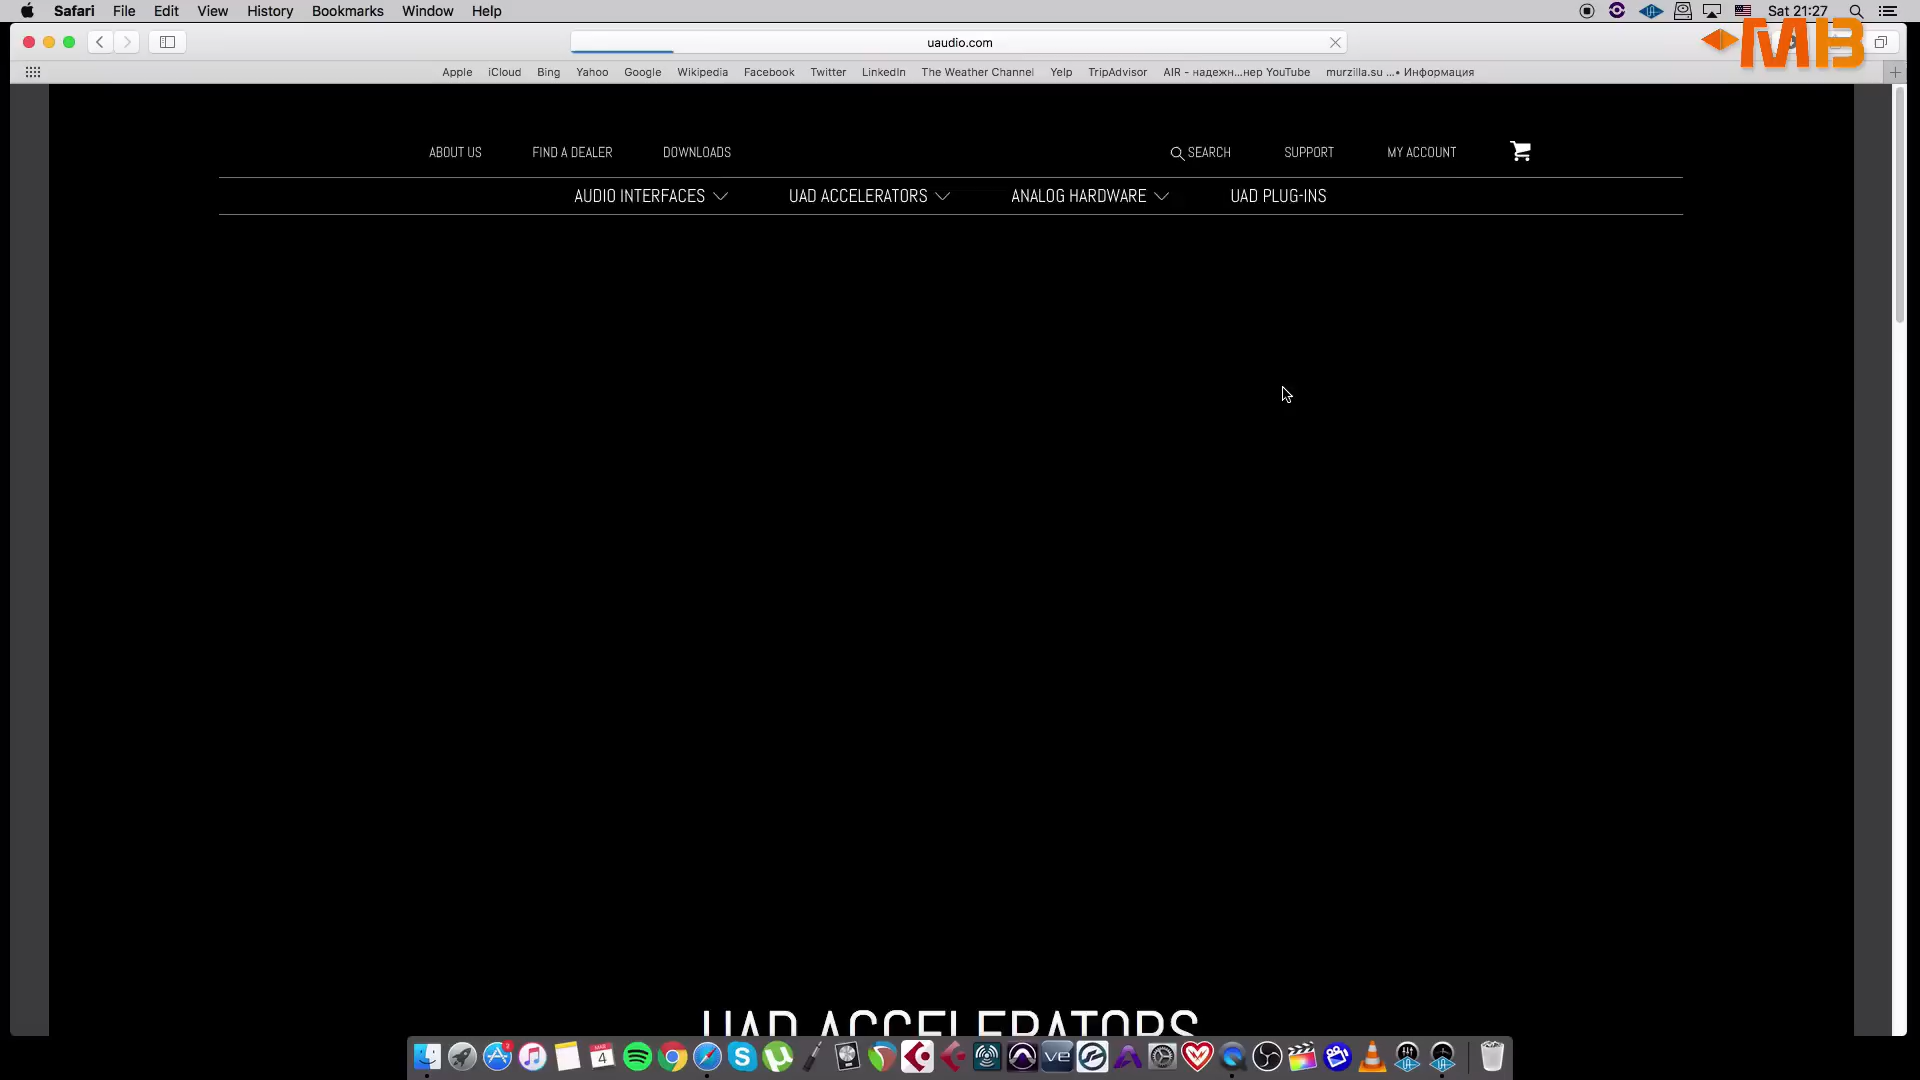 Safari File Edit View History Bookmarks Window Help Sat 21:27
MB
uaudio.com
Apple iCloud Bing Yahoo Google Wikipedia Facebook Twitter LinkedIn The Weather Channel Yelp TripAdvisor AIR - надежн...нер YouTube murzilla.su ...• Информация
ABOUT US FIND A DEALER DOWNLOADS SEARCH SUPPORT MY ACCOUNT
AUDIO INTERFACES UAD ACCELERATORS ANALOG HARDWARE UAD PLUG-INS
UAD ACCELERATORS